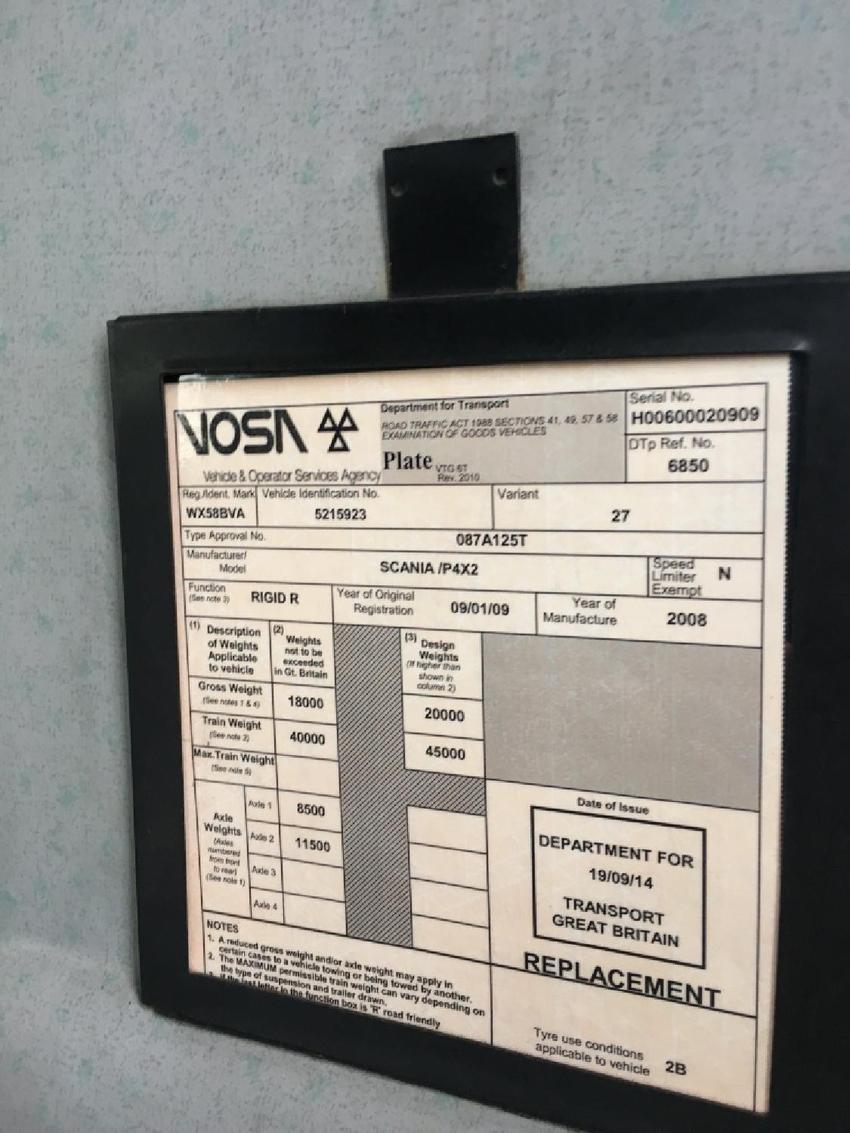 VOSA
Vehicle & Operator Services Agency
Department for Transport
ROAD TRAFFIC ACT 1988 SECTIONS 41, 49, 57 & 58
EXAMINATION OF GOODS VEHICLES
Plate VTG 6T
Rev. 2010
Serial No.
H00600020909
DTp Ref. No.
6850
Reg./Ident. Mark
WX58BVA
Vehicle Identification No.
5215923
Variant
27
Type Approval No.
087A125T
Manufacturer/
Model
SCANIA /P4X2
Speed
Limiter
Exempt
N
Function
(See note 3)
RIGID R
Year of Original
Registration
09/01/09
Year of
Manufacture
2008
(1) Description
of Weights
Applicable
to vehicle
(2) Weights
not to be
exceeded
in Gt. Britain
(3) Design
Weights
(If higher than
shown in
column 2)
Gross Weight
(See notes 1 & 4)
18000
20000
Train Weight
(See note 2)
40000
45000
Max.Train Weight
(See note 5)
Axle
Weights
(Axles
numbered
from front
to rear)
(See note 1)
Axle 1
8500
Axle 2
11500
Axle 3
Axle 4
Date of Issue
DEPARTMENT FOR
19/09/14
TRANSPORT
GREAT BRITAIN
REPLACEMENT
NOTES
1. A reduced gross weight and/or axle weight may apply in
certain cases to a vehicle towing or being towed by another.
2. The MAXIMUM permissible train weight can vary depending on
the type of suspension and trailer drawn.
3. If the last letter in the function box is 'R' road friendly
Tyre use conditions
applicable to vehicle
2B